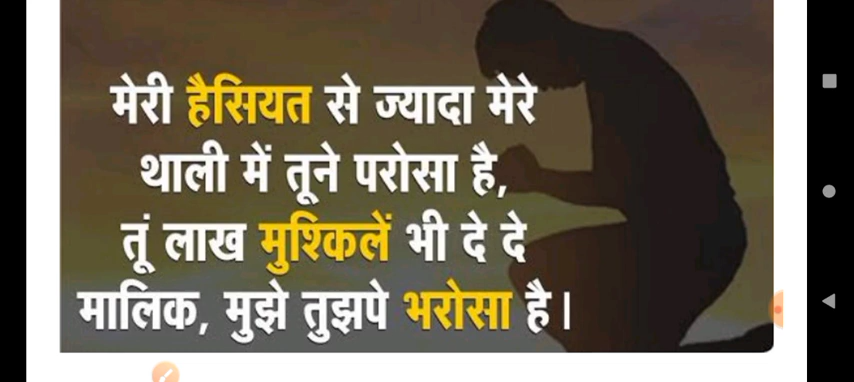 मेरी हैसियत से ज्यादा मेरे
थाली में तूने परोसा है,
तूं लाख मुश्किलें भी दे दे
मालिक, मुझे तुझपे भरोसा है।